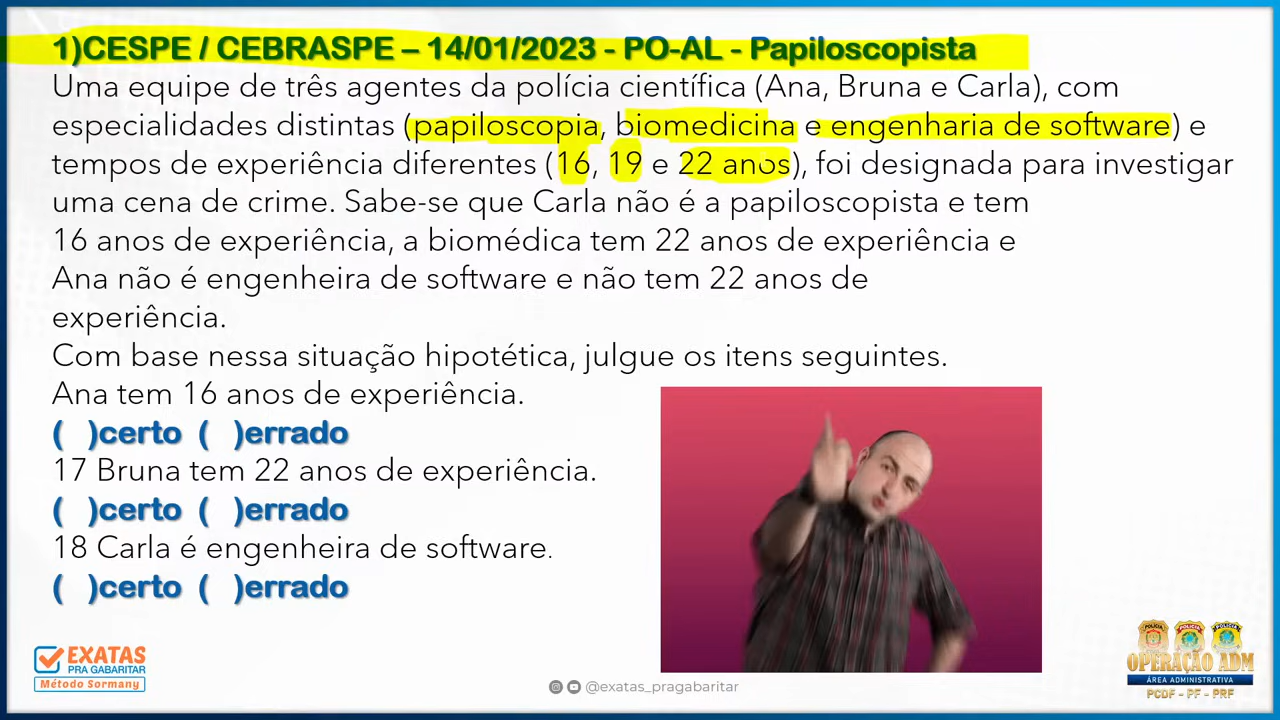 1)CESPE / CEBRASPE – 14/01/2023 - PO-AL - Papiloscopista
Uma equipe de três agentes da polícia científica (Ana, Bruna e Carla), com
especialidades distintas (papiloscopia, biomedicina e engenharia de software) e
tempos de experiência diferentes (16, 19 e 22 anos), foi designada para investigar
uma cena de crime. Sabe-se que Carla não é a papiloscopista e tem
16 anos de experiência, a biomédica tem 22 anos de experiência e
Ana não é engenheira de software e não tem 22 anos de
experiência.
Com base nessa situação hipotética, julgue os itens seguintes.
Ana tem 16 anos de experiência.
( )certo ( )errado
17 Bruna tem 22 anos de experiência.
( )certo ( )errado
18 Carla é engenheira de software.
( )certo ( )errado
EXATAS
PRA GABARITAR
Método Sormany
@exatas_pragabaritar
POLÍCIA POLÍCIA POLÍCIA
OPERAÇÃO ADM
ÁREA ADMINISTRATIVA
PCDF - PF - PRF